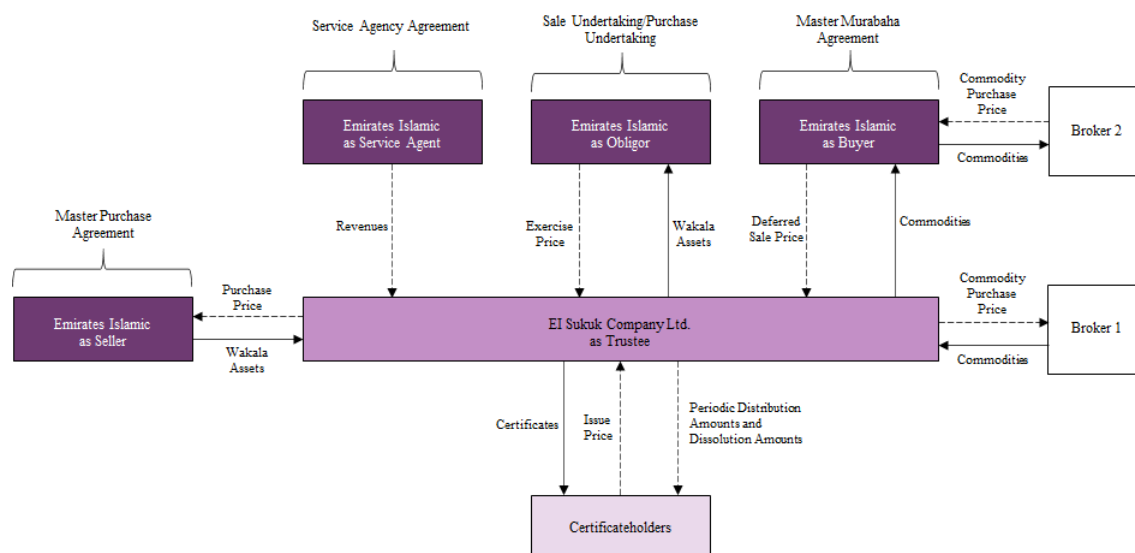 Service Agency Agreement
Sale Undertaking/Purchase
Undertaking
Master Murabaha
Agreement
Emirates Islamic
as Service Agent
Emirates Islamic
as Obligor
Emirates Islamic
as Buyer
Commodity
Purchase
Price
Commodities
Broker 2
Master Purchase
Agreement
Revenues
Exercise
Price
Wakala
Assets
Deferred
Sale Price
Commodities
Emirates Islamic
as Seller
Purchase
Price
Wakala
Assets
EI Sukuk Company Ltd.
as Trustee
Commodity
Purchase
Price
Commodities
Broker 1
Certificates
Issue
Price
Periodic Distribution
Amounts and
Dissolution Amounts
Certificateholders